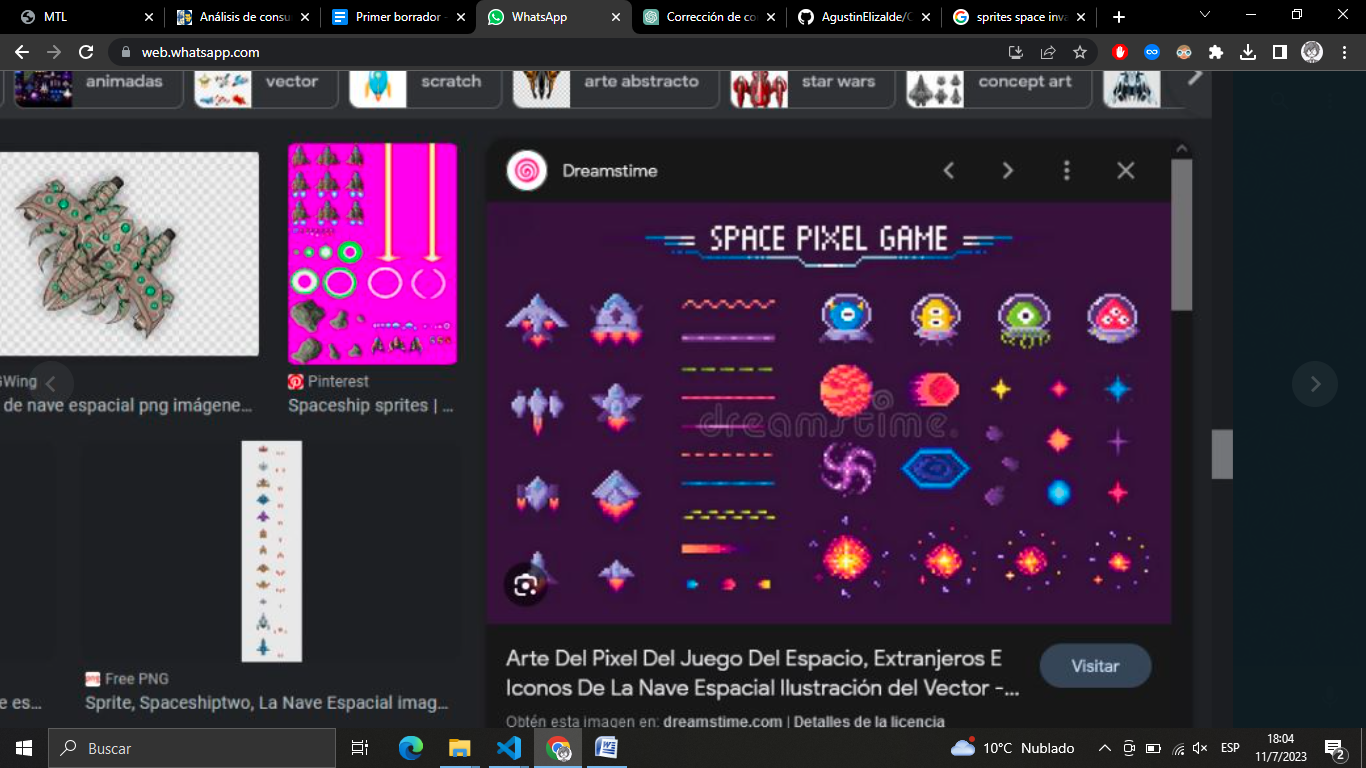 MTL
Análisis de consu
Primer borrador -
WhatsApp
Corrección de co
AgustinElizalde/
sprites space inva
web.whatsapp.com
animadas
vector
scratch
arte abstracto
star wars
concept art
Dreamstime
SPACE PIXEL GAME
dreamstime.
GWing
de nave espacial png imágene...
Pinterest
Spaceship sprites | ...
Free PNG
e es...
Sprite, Spaceshiptwo, La Nave Espacial imag...
Arte Del Pixel Del Juego Del Espacio, Extranjeros E
Iconos De La Nave Espacial Ilustración del Vector -...
Visitar
Obtén esta imagen en: dreamstime.com | Detalles de la licencia
Buscar
10°C Nublado
ESP
18:04
11/7/2023
2